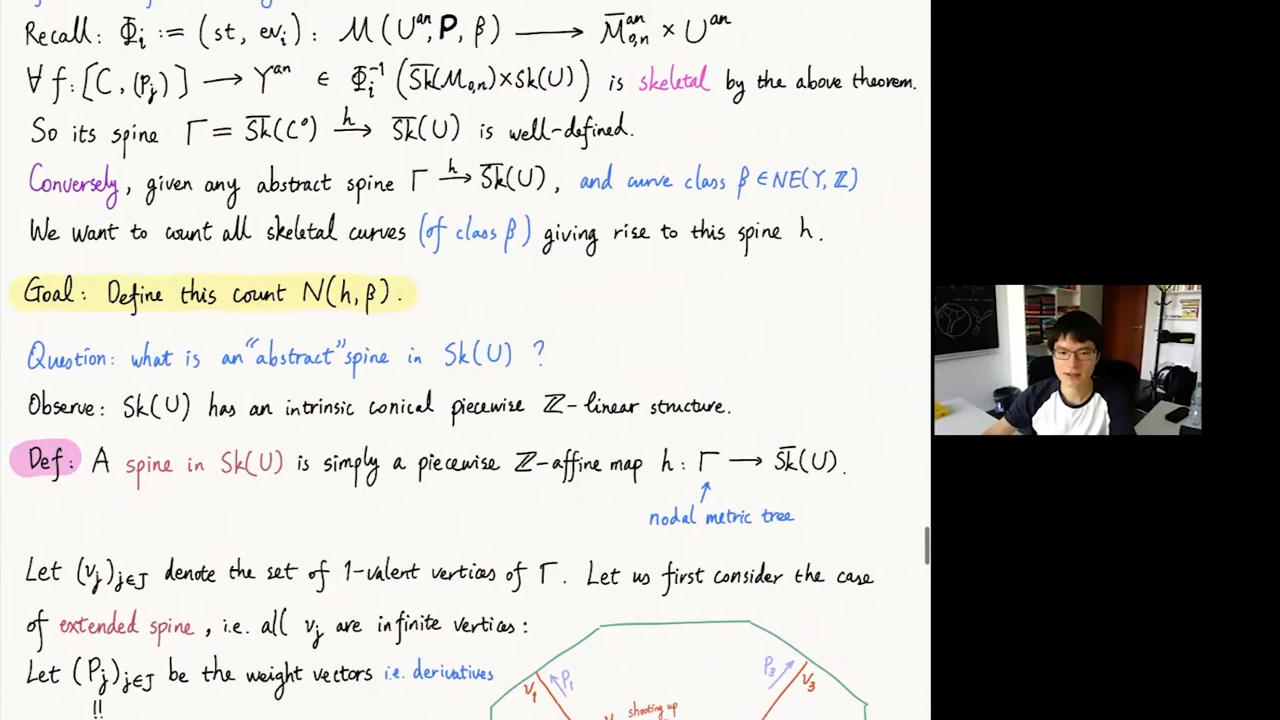 Recall: Φᵢ := (st, evᵢ) : M(Uᵃⁿ, P, β) ⟶ M̄ᵃⁿ₀,ₙ × Uᵃⁿ
∀ f: [C, (pⱼ)] ⟶ Yᵃⁿ ∈ Φᵢ⁻¹(S̄k(M₀,ₙ)×Sk(U)) is skeletal by the above theorem.
So its spine Γ = S̄k(C°) →ʰ S̄k(U) is well-defined.
Conversely, given any abstract spine Γ →ʰ S̄k(U), and curve class β ∈ NE(Y, ℤ)
We want to count all skeletal curves (of class β) giving rise to this spine h.
Goal: Define this count N(h, β).
Question: what is an "abstract" spine in Sk(U) ?
Observe: Sk(U) has an intrinsic conical piecewise ℤ-linear structure.
Def: A spine in Sk(U) is simply a piecewise ℤ-affine map h : Γ ⟶ S̄k(U).
↑
nodal metric tree
Let (vⱼ)ⱼ∈J denote the set of 1-valent vertices of Γ. Let us first consider the case
of extended spine, i.e. all vⱼ are infinite vertices:
Let (Pⱼ)ⱼ∈J be the weight vectors i.e. derivatives
v₁ P₁ P₃ v₃
shooting up